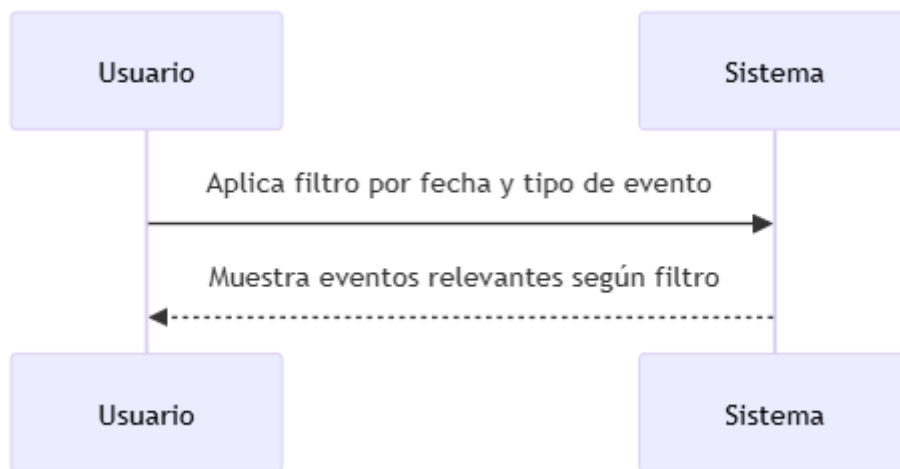 Usuario
Sistema
Aplica filtro por fecha y tipo de evento
Muestra eventos relevantes según filtro
Usuario
Sistema